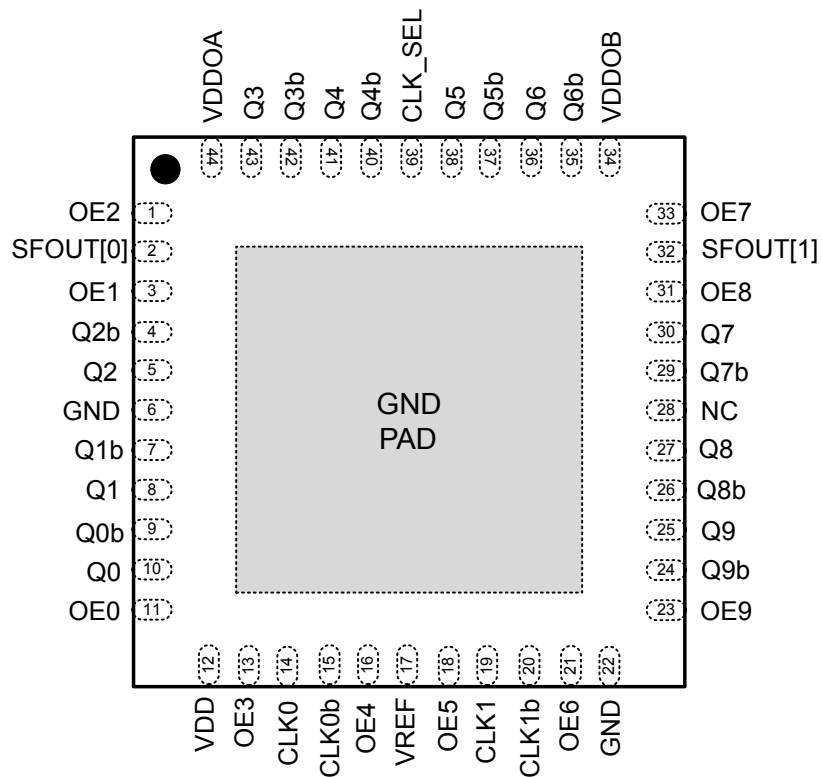 VDDOA
Q3
Q3b
Q4
Q4b
CLK_SEL
Q5
Q5b
Q6
Q6b
VDDOB
44
43
42
41
40
39
38
37
36
35
34
OE2 1
SFOUT[0] 2
OE1 3
Q2b 4
Q2 5
GND 6
Q1b 7
Q1 8
Q0b 9
Q0 10
OE0 11
GND
PAD
33 OE7
32 SFOUT[1]
31 OE8
30 Q7
29 Q7b
28 NC
27 Q8
26 Q8b
25 Q9
24 Q9b
23 OE9
12
13
14
15
16
17
18
19
20
21
22
VDD
OE3
CLK0
CLK0b
OE4
VREF
OE5
CLK1
CLK1b
OE6
GND